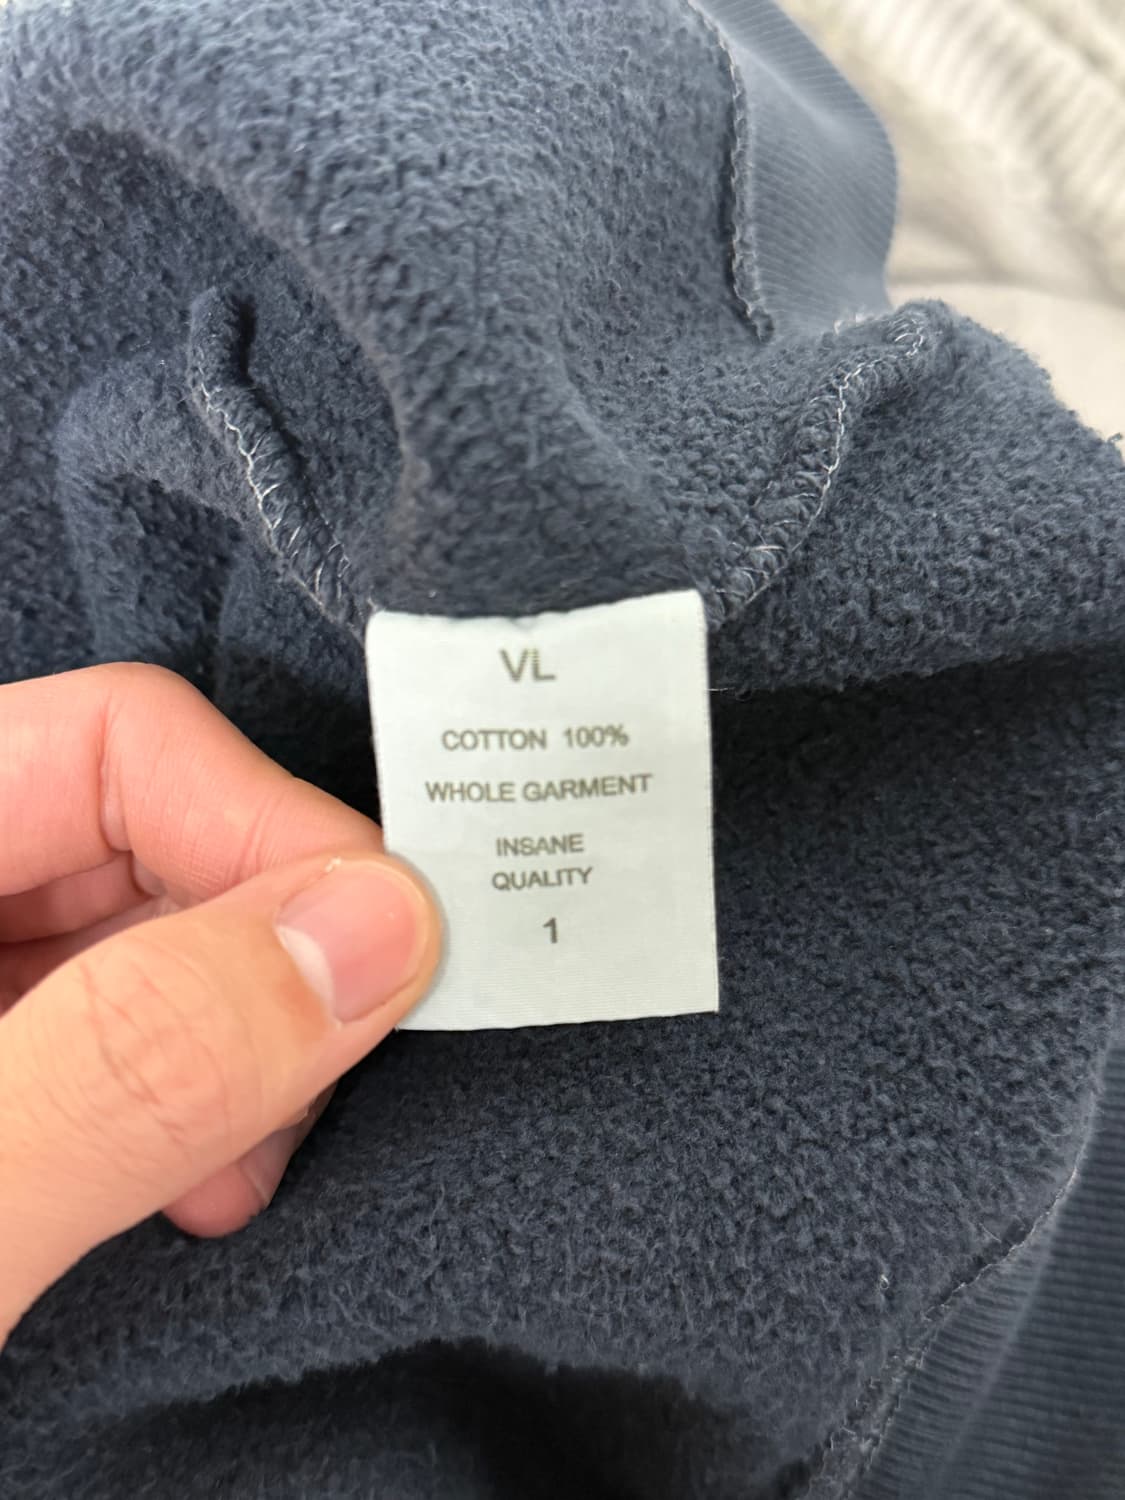 VL
COTTON 100%
WHOLE GARMENT
INSANE
QUALITY
1